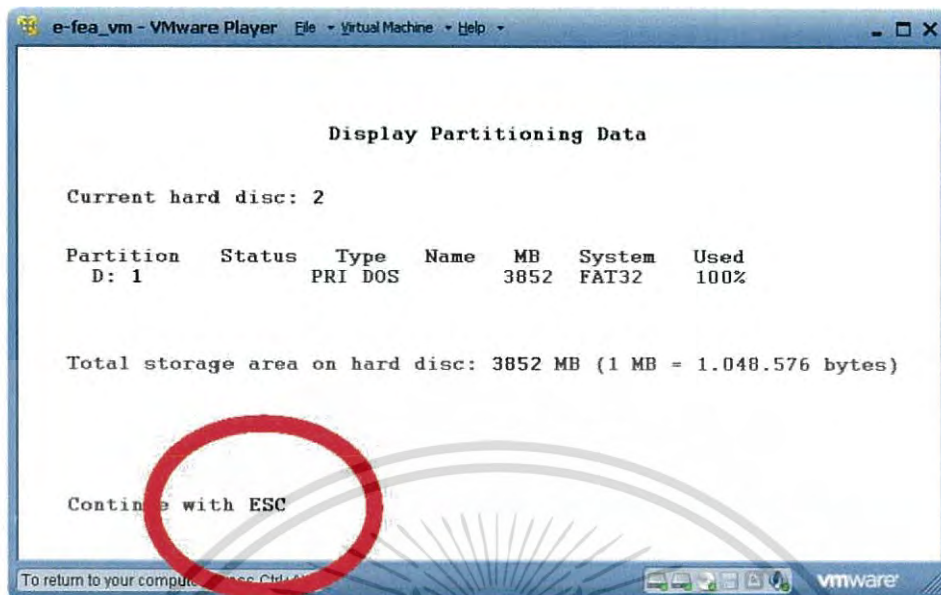 e-fea_vm - VMware Player File Virtual Machine Help
Display Partitioning Data
Current hard disc: 2
Partition Status Type Name MB System Used
D: 1 PRI DOS 3852 FAT32 100%
Total storage area on hard disc: 3852 MB (1 MB = 1.048.576 bytes)
Continue with ESC
To return to your Ctrl+
vmware